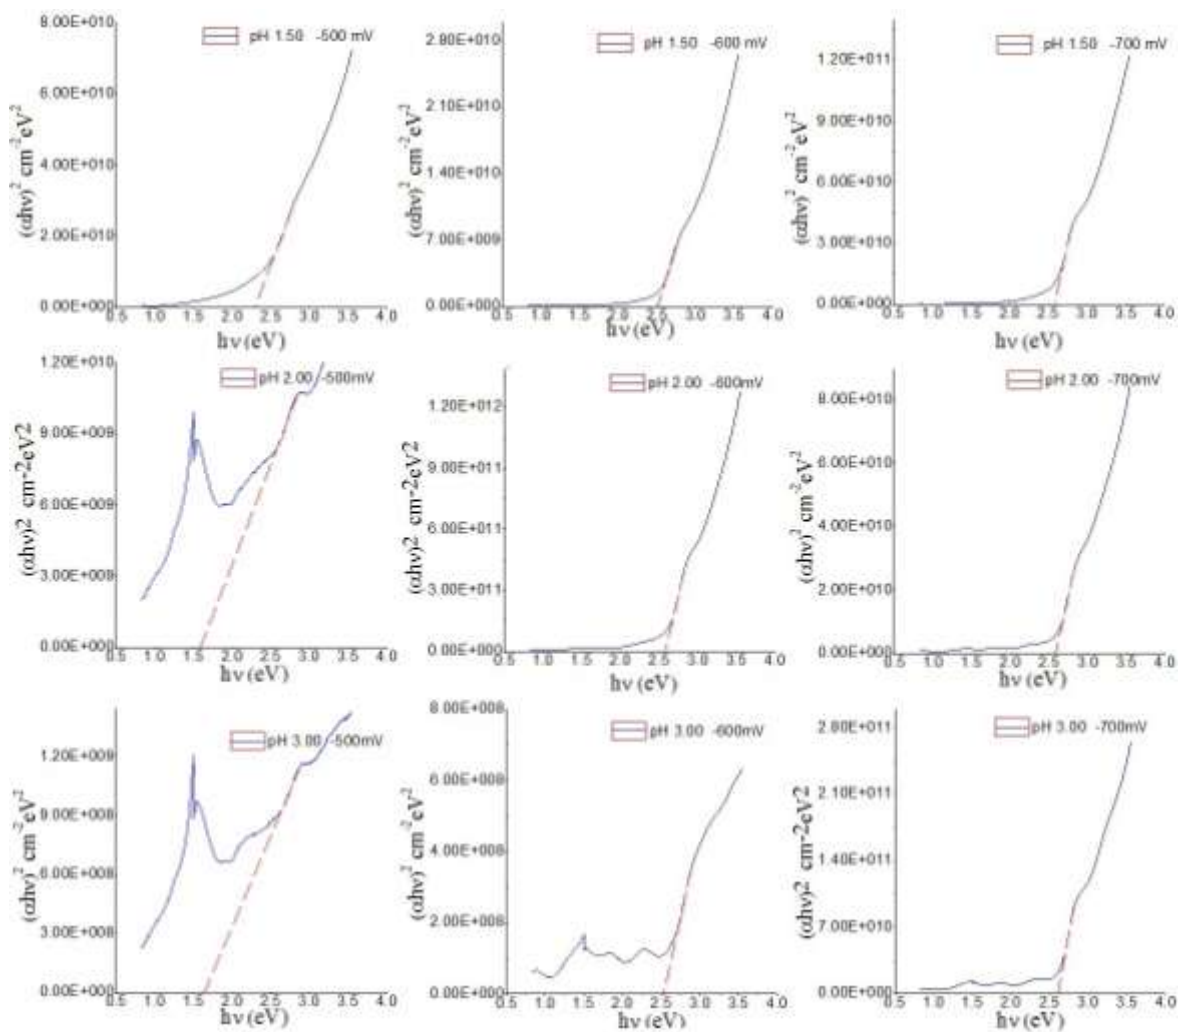 pH 1.50 -500 mV
8.00E+010
6.00E+010
4.00E+010
2.00E+010
0.00E+000
0.5 1.0 1.5 2.0 2.5 3.0 3.5 4.0
(αhν)² cm⁻²eV²
hν (eV)
pH 1.50 -600 mV
2.80E+010
2.10E+010
1.40E+010
7.00E+009
0.00E+000
0.5 1.0 1.5 2.0 2.5 3.0 3.5 4.0
(αhν)² cm⁻²eV²
hν (eV)
pH 1.50 -700 mV
1.20E+011
9.00E+010
6.00E+010
3.00E+010
0.00E+000
0.5 1.0 1.5 2.0 2.5 3.0 3.5 4.0
(αhν)² cm⁻²eV²
hν (eV)
pH 2.00 -500mV
1.20E+010
9.00E+009
6.00E+009
3.00E+009
0.00E+000
0.5 1.0 1.5 2.0 2.5 3.0 3.5 4.0
(αhν)2 cm-2eV2
hν (eV)
pH 2.00 -600mV
1.20E+012
9.00E+011
6.00E+011
3.00E+011
0.00E+000
0.5 1.0 1.5 2.0 2.5 3.0 3.5 4.0
(αhν)2 cm-2eV2
hν (eV)
pH 2.00 -700mV
8.00E+010
6.00E+010
4.00E+010
2.00E+010
0.00E+000
0.5 1.0 1.5 2.0 2.5 3.0 3.5 4.0
(αhν)² cm⁻²eV²
hν (eV)
pH 3.00 -500mV
1.20E+009
9.00E+008
6.00E+008
3.00E+008
0.00E+000
0.5 1.0 1.5 2.0 2.5 3.0 3.5 4.0
(αhν)² cm⁻²eV²
hν (eV)
pH 3.00 -600mV
8.00E+008
6.00E+008
4.00E+008
2.00E+008
0.00E+000
0.5 1.0 1.5 2.0 2.5 3.0 3.5 4.0
(αhν)² cm⁻²eV²
hν (eV)
pH 3.00 -700mV
2.80E+011
2.10E+011
1.40E+011
7.00E+010
0.00E+000
0.5 1.0 1.5 2.0 2.5 3.0 3.5 4.0
(αhν)2 cm-2eV2
hν (eV)